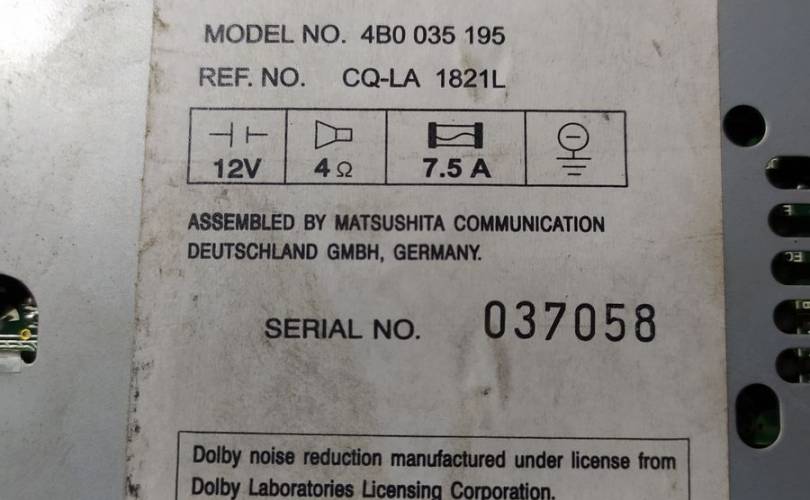 MODEL NO. 4B0 035 195
REF. NO. CQ-LA 1821L
12V 4 Ω 7.5 A
ASSEMBLED BY MATSUSHITA COMMUNICATION
DEUTSCHLAND GMBH, GERMANY.
SERIAL NO. 037058
Dolby noise reduction manufactured under license from
Dolby Laboratories Licensing Corporation.